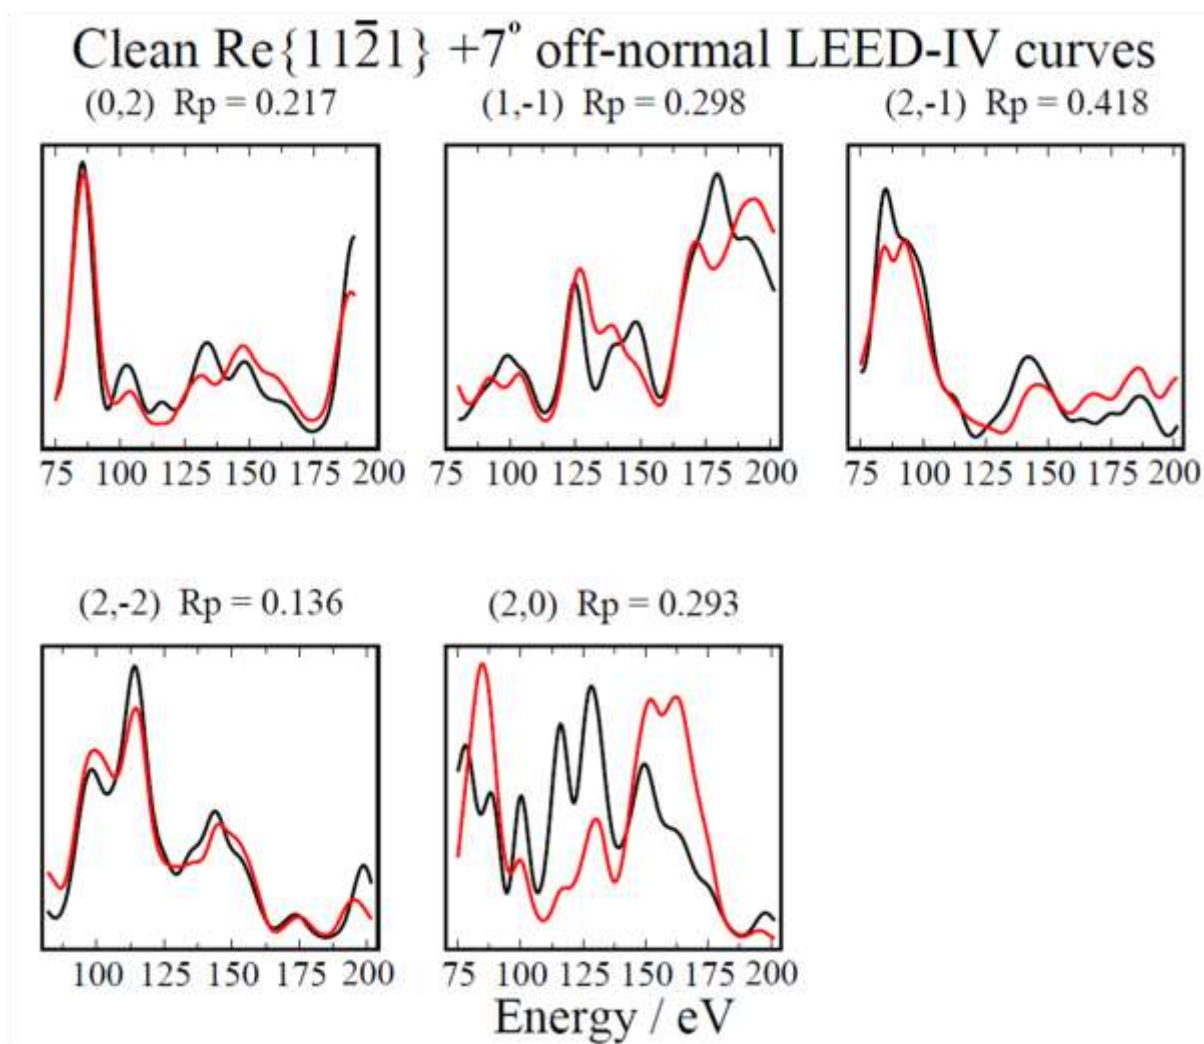 Clean Re{112̅1} +7° off-normal LEED-IV curves
(0,2) Rp = 0.217
(1,-1) Rp = 0.298
(2,-1) Rp = 0.418
75 100 125 150 175 200
75 100 125 150 175 200
75 100 125 150 175 200
(2,-2) Rp = 0.136
(2,0) Rp = 0.293
100 125 150 175 200
75 100 125 150 175 200
Energy / eV